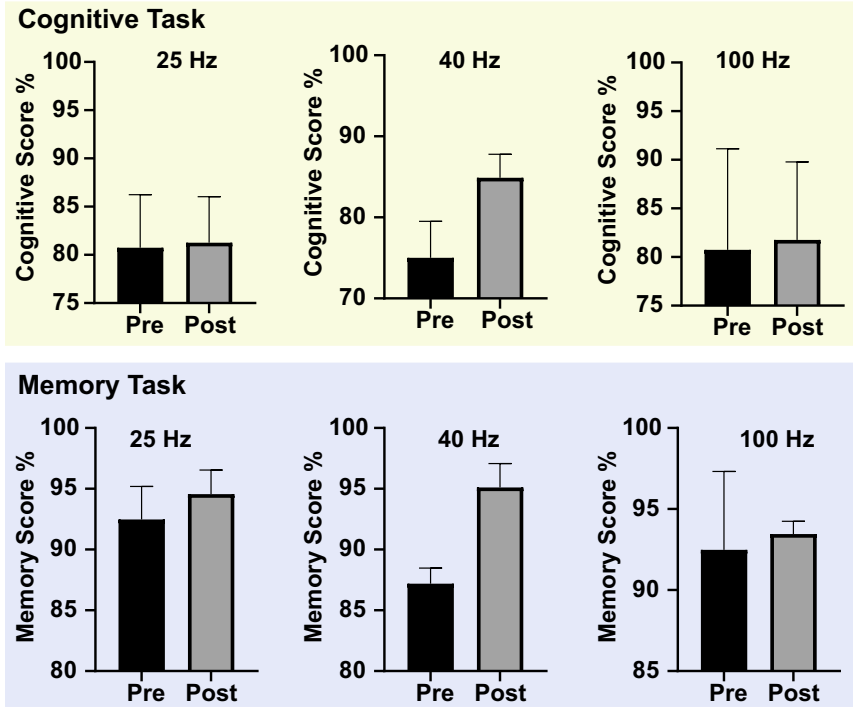 Cognitive Task
25 Hz
Cognitive Score %
100
95
90
85
80
75
Pre Post
40 Hz
Cognitive Score %
100
90
80
70
Pre Post
100 Hz
Cognitive Score %
100
95
90
85
80
75
Pre Post
Memory Task
25 Hz
Memory Score %
100
95
90
85
80
Pre Post
40 Hz
Memory Score %
100
95
90
85
80
Pre Post
100 Hz
Memory Score %
100
95
90
85
Pre Post